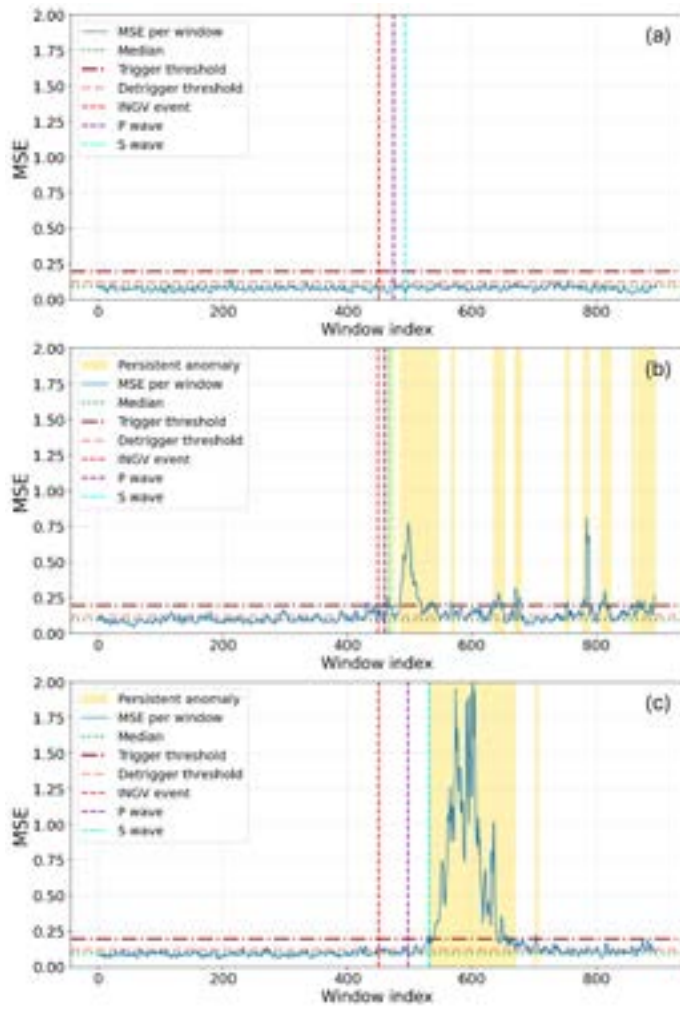 2.00
1.75
1.50
1.25
1.00
0.75
0.50
0.25
0.00
MSE
MSE per window
Median
Trigger threshold
Detrigger threshold
INGV event
P wave
S wave
(a)
0 200 400 600 800
Window index
2.00
1.75
1.50
1.25
1.00
0.75
0.50
0.25
0.00
MSE
Persistent anomaly
MSE per window
Median
Trigger threshold
Detrigger threshold
INGV event
P wave
S wave
(b)
0 200 400 600 800
Window index
2.00
1.75
1.50
1.25
1.00
0.75
0.50
0.25
0.00
MSE
Persistent anomaly
MSE per window
Median
Trigger threshold
Detrigger threshold
INGV event
P wave
S wave
(c)
0 200 400 600 800
Window index